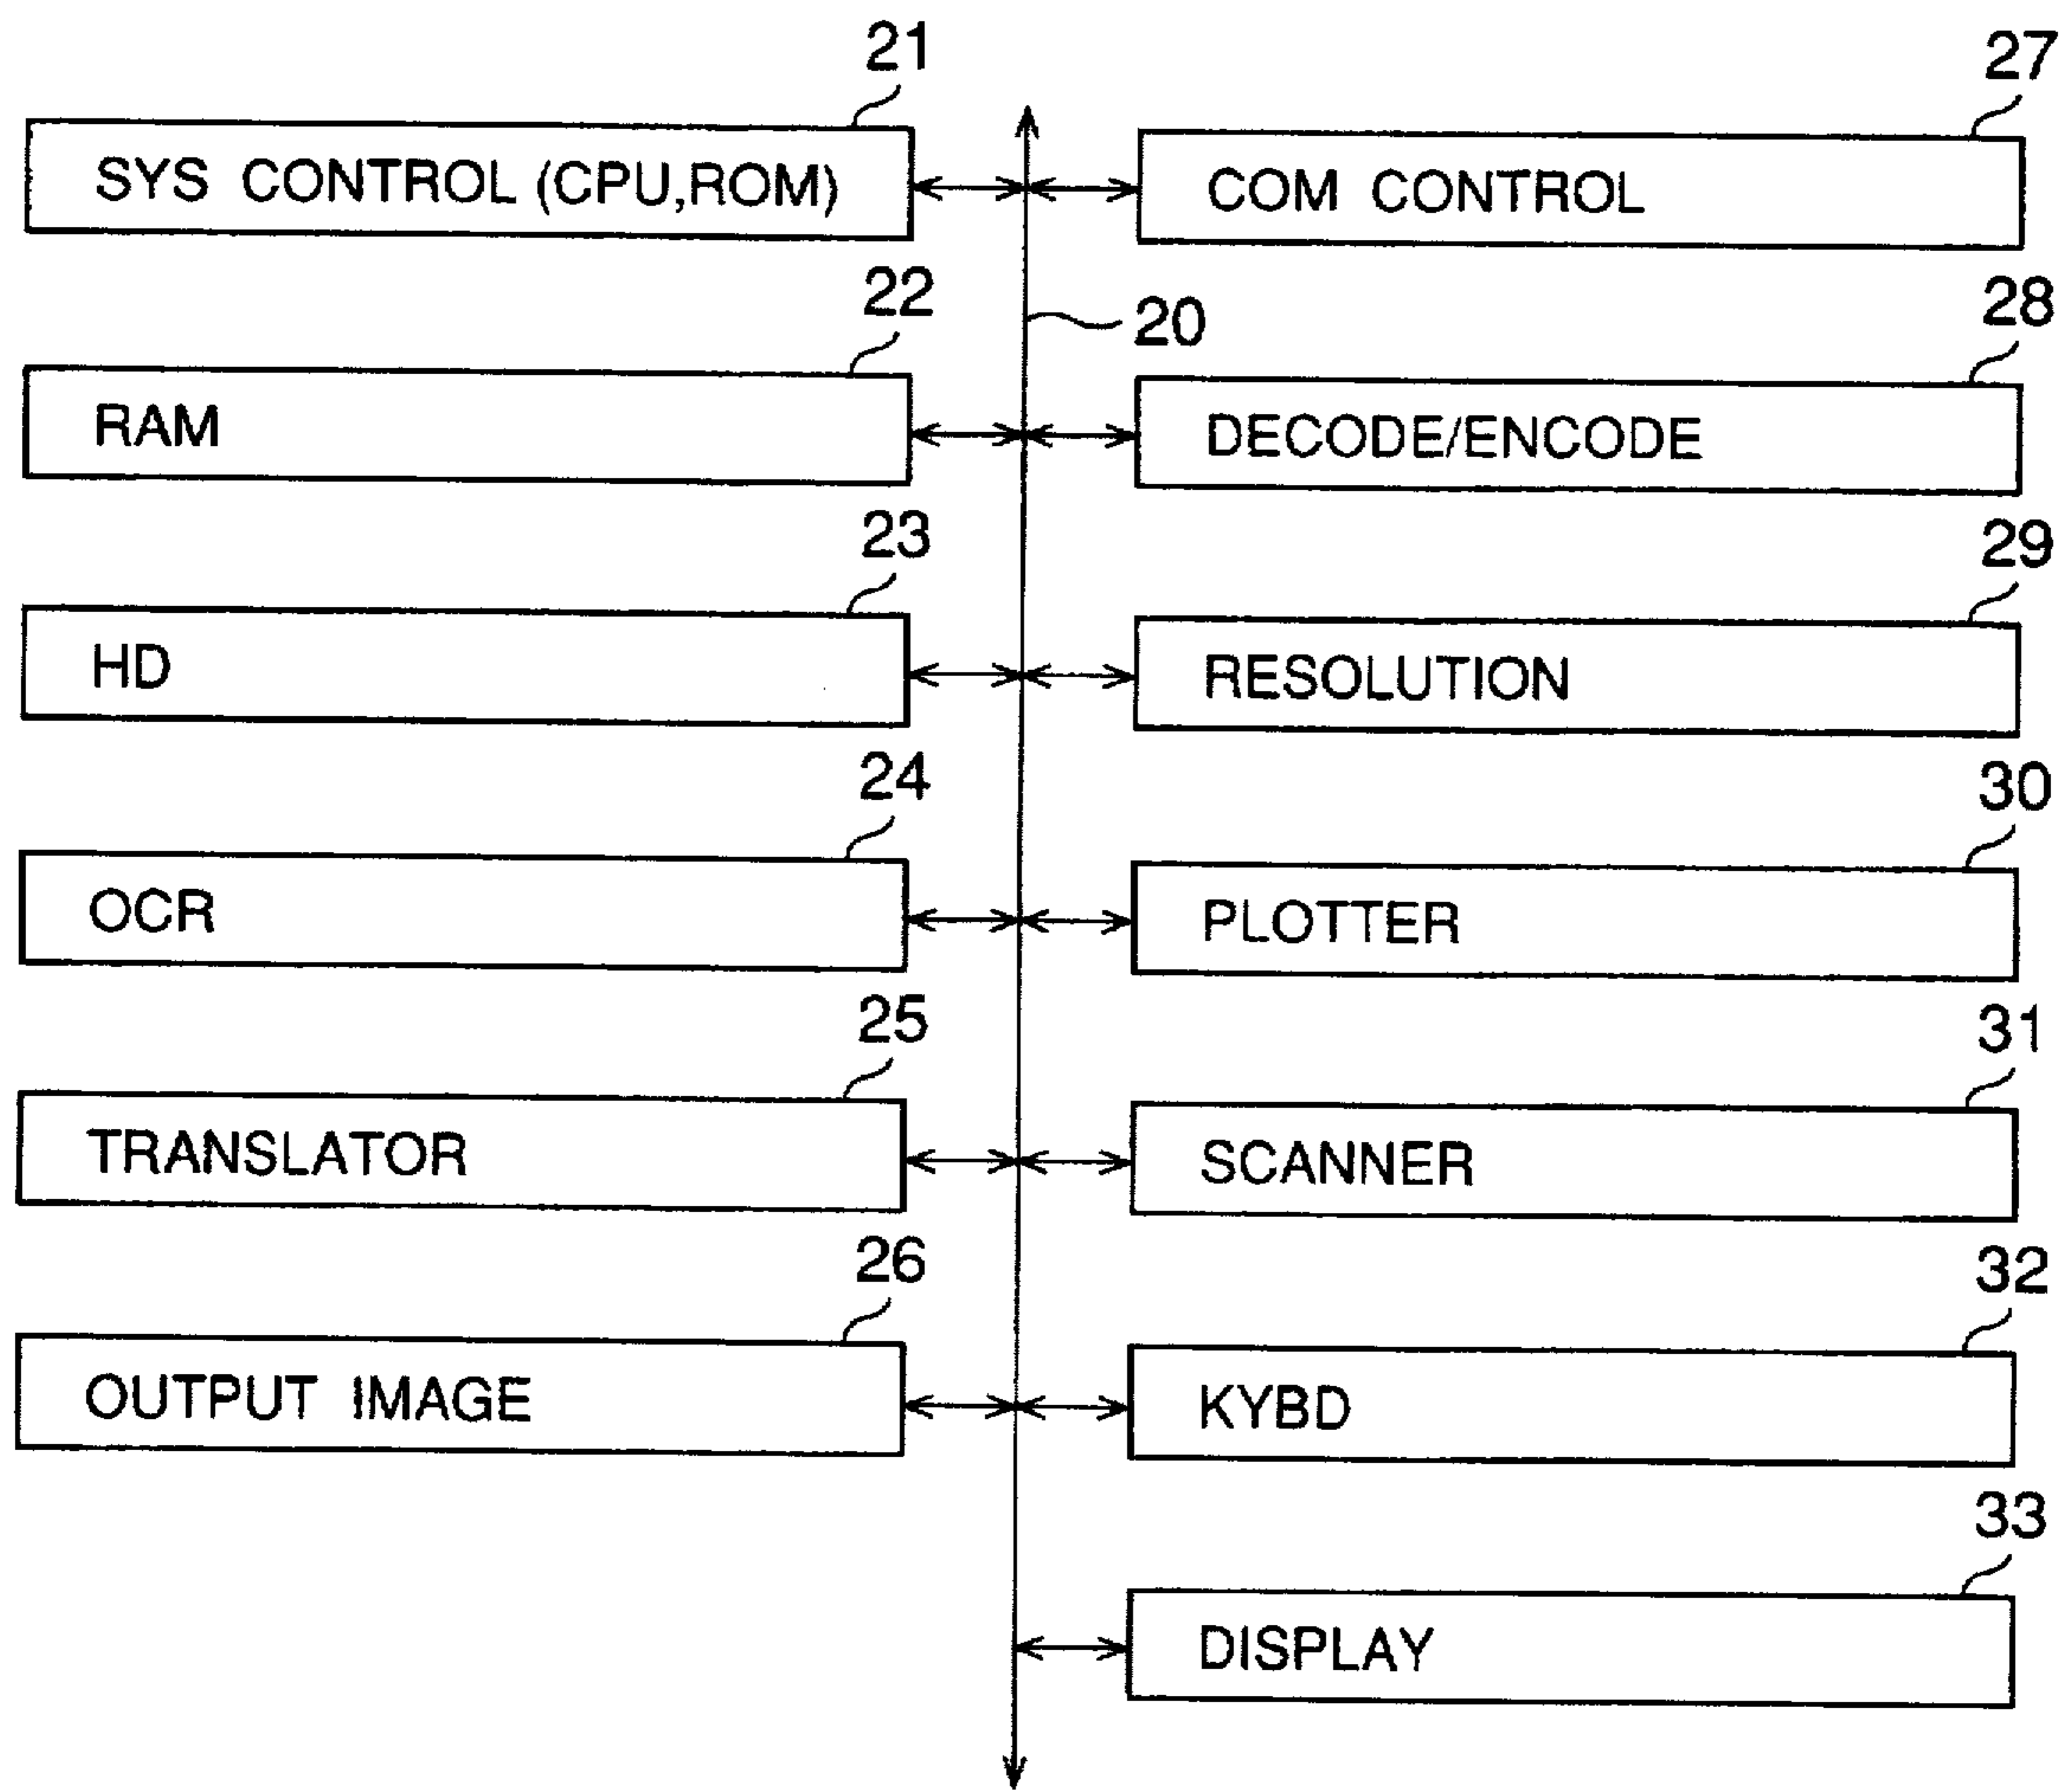 21
27
SYS CONTROL (CPU,ROM)
COM CONTROL
22
20
28
RAM
DECODE/ENCODE
23
29
HD
RESOLUTION
24
30
OCR
PLOTTER
25
31
TRANSLATOR
SCANNER
26
32
OUTPUT IMAGE
KYBD
33
DISPLAY